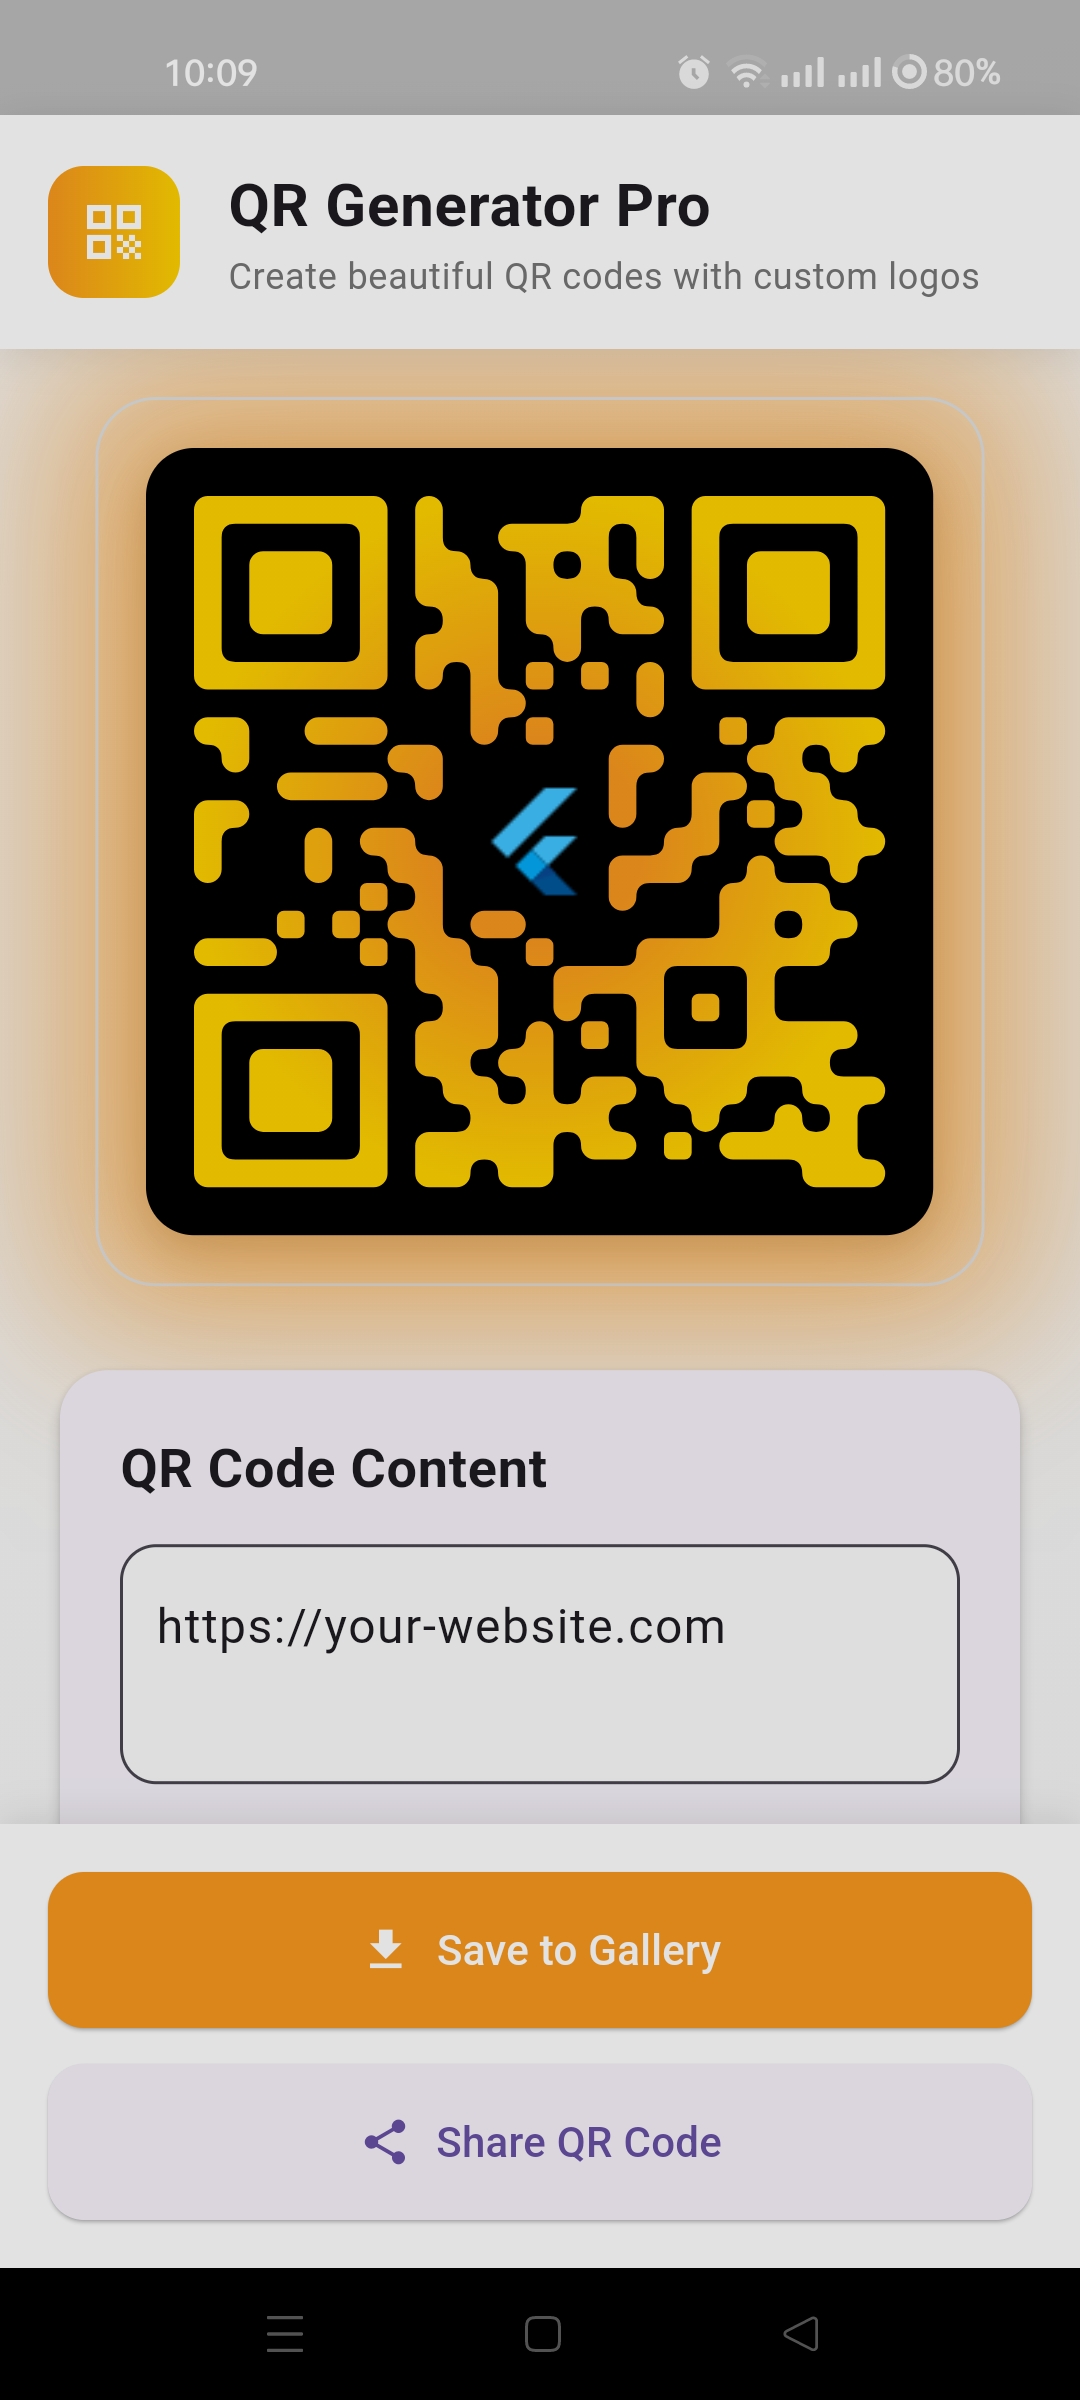 10:09
80%
QR Generator Pro
Create beautiful QR codes with custom logos
QR Code Content
https://your-website.com
Save to Gallery
Share QR Code